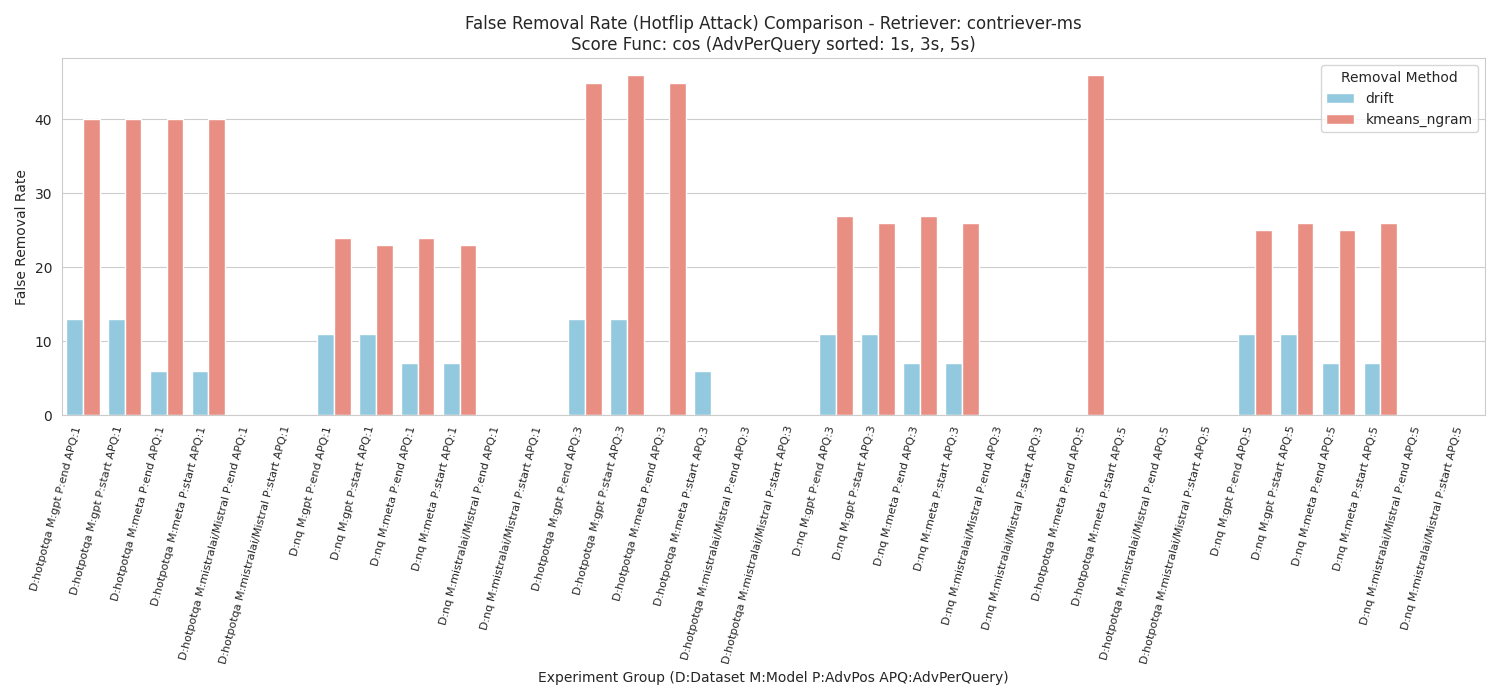 False Removal Rate (Hotflip Attack) Comparison - Retriever: contriever-ms
Score Func: cos (AdvPerQuery sorted: 1s, 3s, 5s)
Removal Method
drift
kmeans_ngram
False Removal Rate
40
30
20
10
0
D:hotpotqa M:gpt P:end APQ:1
D:hotpotqa M:gpt P:start APQ:1
D:hotpotqa M:meta P:end APQ:1
D:hotpotqa M:meta P:start APQ:1
D:hotpotqa M:mistralai/Mistral P:end APQ:1
D:hotpotqa M:mistralai/Mistral P:start APQ:1
D:nq M:gpt P:end APQ:1
D:nq M:gpt P:start APQ:1
D:nq M:meta P:end APQ:1
D:nq M:meta P:start APQ:1
D:nq M:mistralai/Mistral P:end APQ:1
D:nq M:mistralai/Mistral P:start APQ:1
D:hotpotqa M:gpt P:end APQ:3
D:hotpotqa M:gpt P:start APQ:3
D:hotpotqa M:meta P:end APQ:3
D:hotpotqa M:meta P:start APQ:3
D:hotpotqa M:mistralai/Mistral P:end APQ:3
D:hotpotqa M:mistralai/Mistral P:start APQ:3
D:nq M:gpt P:end APQ:3
D:nq M:gpt P:start APQ:3
D:nq M:meta P:end APQ:3
D:nq M:meta P:start APQ:3
D:nq M:mistralai/Mistral P:end APQ:3
D:nq M:mistralai/Mistral P:start APQ:3
D:hotpotqa M:meta P:end APQ:5
D:hotpotqa M:meta P:start APQ:5
D:hotpotqa M:mistralai/Mistral P:end APQ:5
D:hotpotqa M:mistralai/Mistral P:start APQ:5
D:nq M:gpt P:end APQ:5
D:nq M:gpt P:start APQ:5
D:nq M:meta P:end APQ:5
D:nq M:meta P:start APQ:5
D:nq M:mistralai/Mistral P:end APQ:5
D:nq M:mistralai/Mistral P:start APQ:5
Experiment Group (D:Dataset M:Model P:AdvPos APQ:AdvPerQuery)